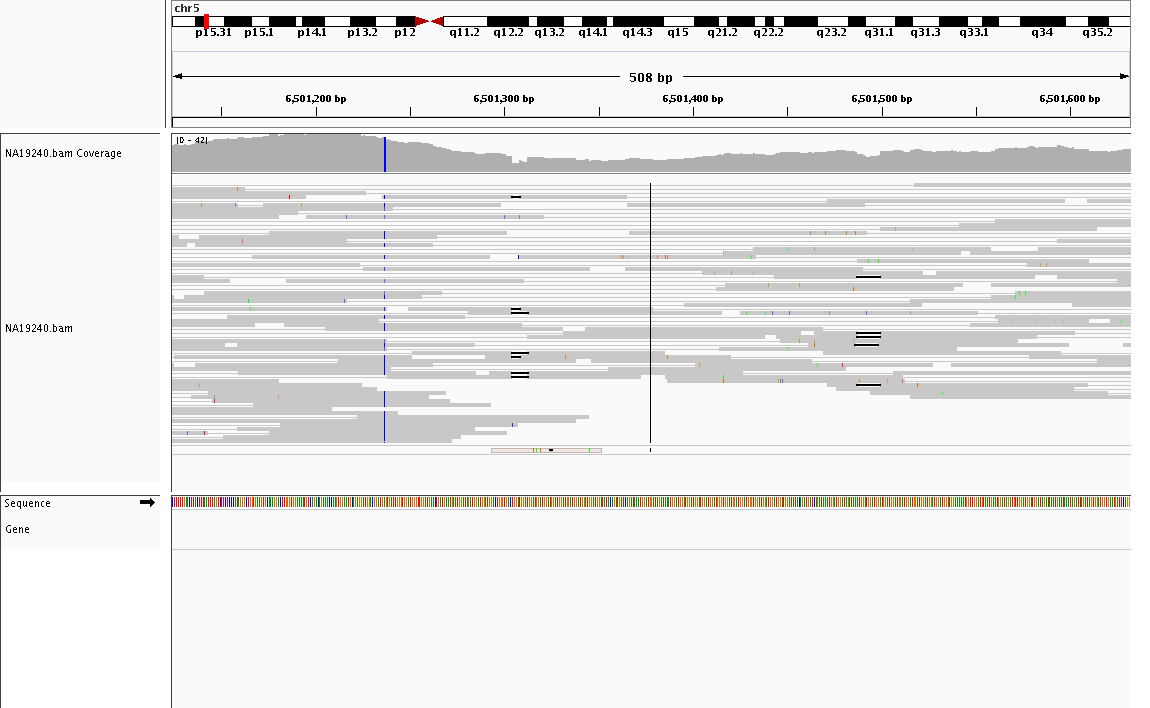 chr5
p15.31 p15.1 p14.1 p13.2 p12 q11.2 q12.2 q13.2 q14.1 q14.3 q15 q21.2 q22.2 q23.2 q31.1 q31.3 q33.1 q34 q35.2
508 bp
6,501,200 bp 6,501,300 bp 6,501,400 bp 6,501,500 bp 6,501,600 bp
[0 - 42]
NA19240.bam Coverage
NA19240.bam
Sequence
Gene